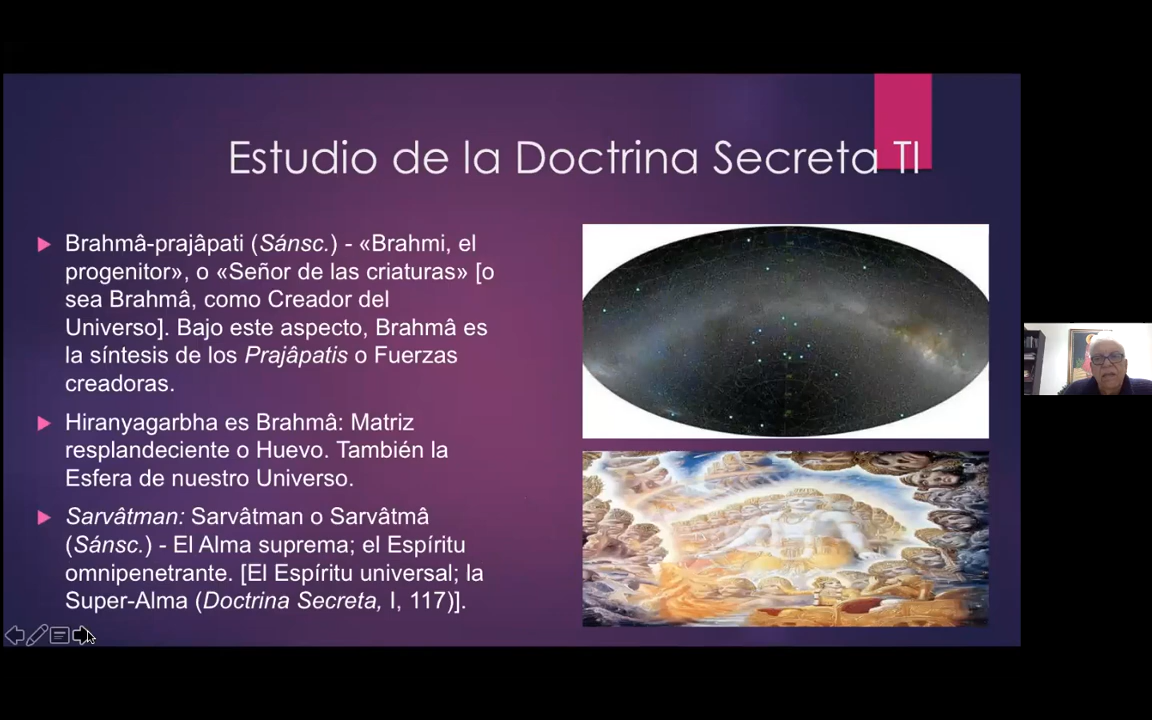 Estudio de la Doctrina Secreta TI
Brahmâ-prajâpati (Sánsc.) - «Brahmi, el
progenitor», o «Señor de las criaturas» [o
sea Brahmâ, como Creador del
Universo]. Bajo este aspecto, Brahmâ es
la síntesis de los Prajâpatis o Fuerzas
creadoras.
Hiranyagarbha es Brahmâ: Matriz
resplandeciente o Huevo. También la
Esfera de nuestro Universo.
Sarvâtman: Sarvâtman o Sarvâtmâ
(Sánsc.) - El Alma suprema; el Espíritu
omnipenetrante. [El Espíritu universal; la
Super-Alma (Doctrina Secreta, I, 117)].